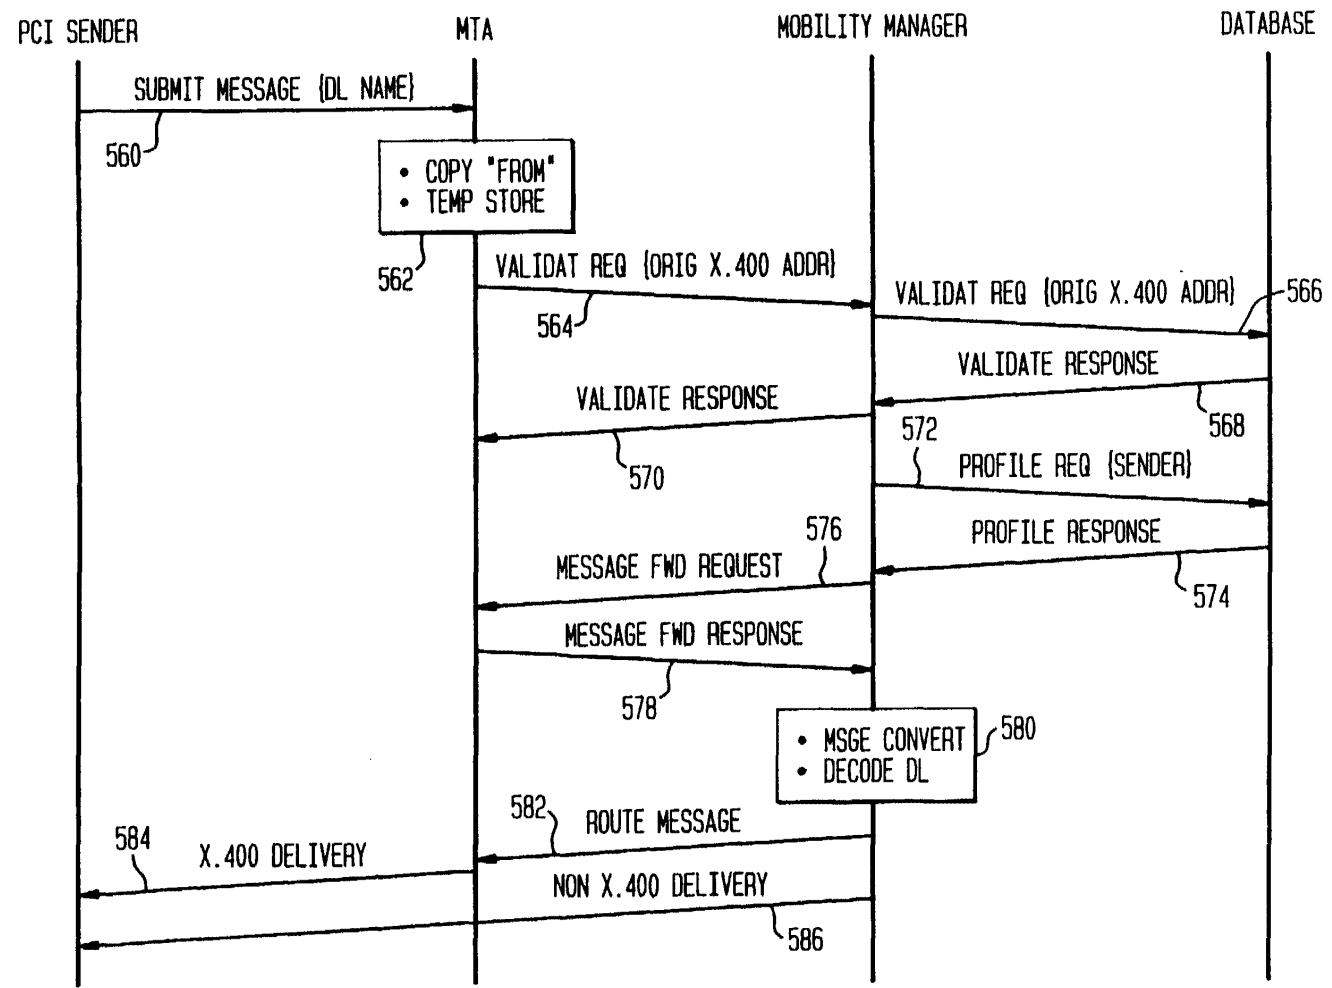 PCI SENDER
MTA
MOBILITY MANAGER
DATABASE
SUBMIT MESSAGE {DL NAME}
560
• COPY "FROM"
• TEMP STORE
562
VALIDAT REQ {ORIG X.400 ADDR}
564
VALIDAT REQ {ORIG X.400 ADDR}
566
VALIDATE RESPONSE
568
VALIDATE RESPONSE
570
572
PROFILE REQ {SENDER}
PROFILE RESPONSE
574
576
MESSAGE FWD REQUEST
MESSAGE FWD RESPONSE
578
• MSGE CONVERT
• DECODE DL
580
582
ROUTE MESSAGE
584
X.400 DELIVERY
NON X.400 DELIVERY
586